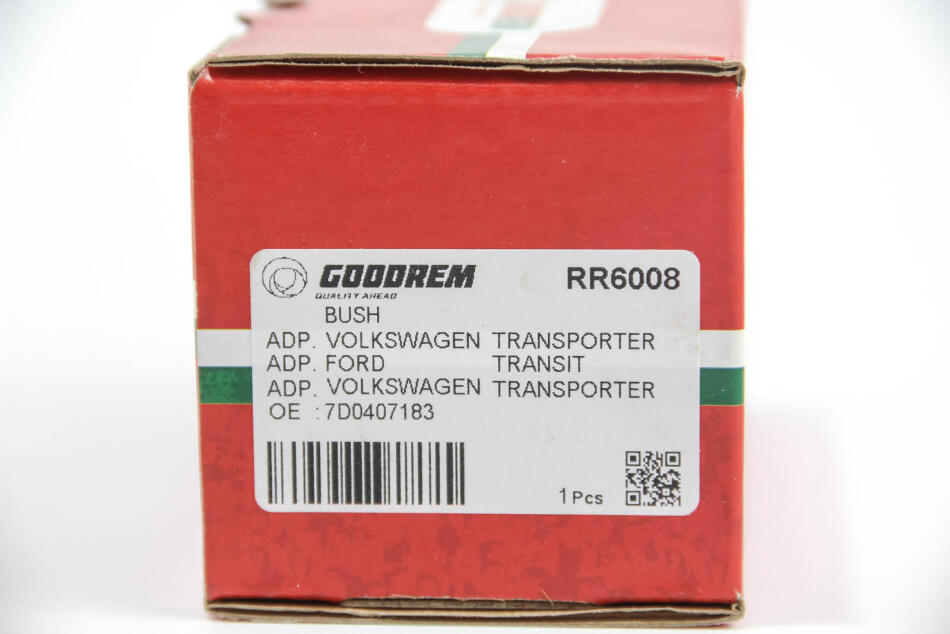 GOODREM RR6008
QUALITY AHEAD
BUSH
ADP. VOLKSWAGEN TRANSPORTER
ADP. FORD TRANSIT
ADP. VOLKSWAGEN TRANSPORTER
OE : 7D0407183
1 Pcs